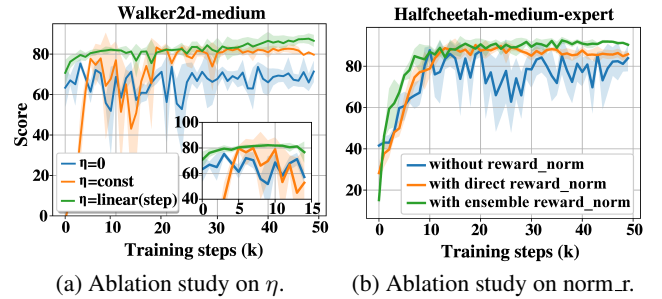 Walker2d-medium
Score
80
60
40
20
0
η=0
η=const
η=linear(step)
100
80
60
40
0
5
10
15
0
10
20
30
40
50
Training steps (k)
(a) Ablation study on η.
Halfcheetah-medium-expert
80
60
40
20
without reward_norm
with direct reward_norm
with ensemble reward_norm
0
10
20
30
40
50
Training steps (k)
(b) Ablation study on norm_r.